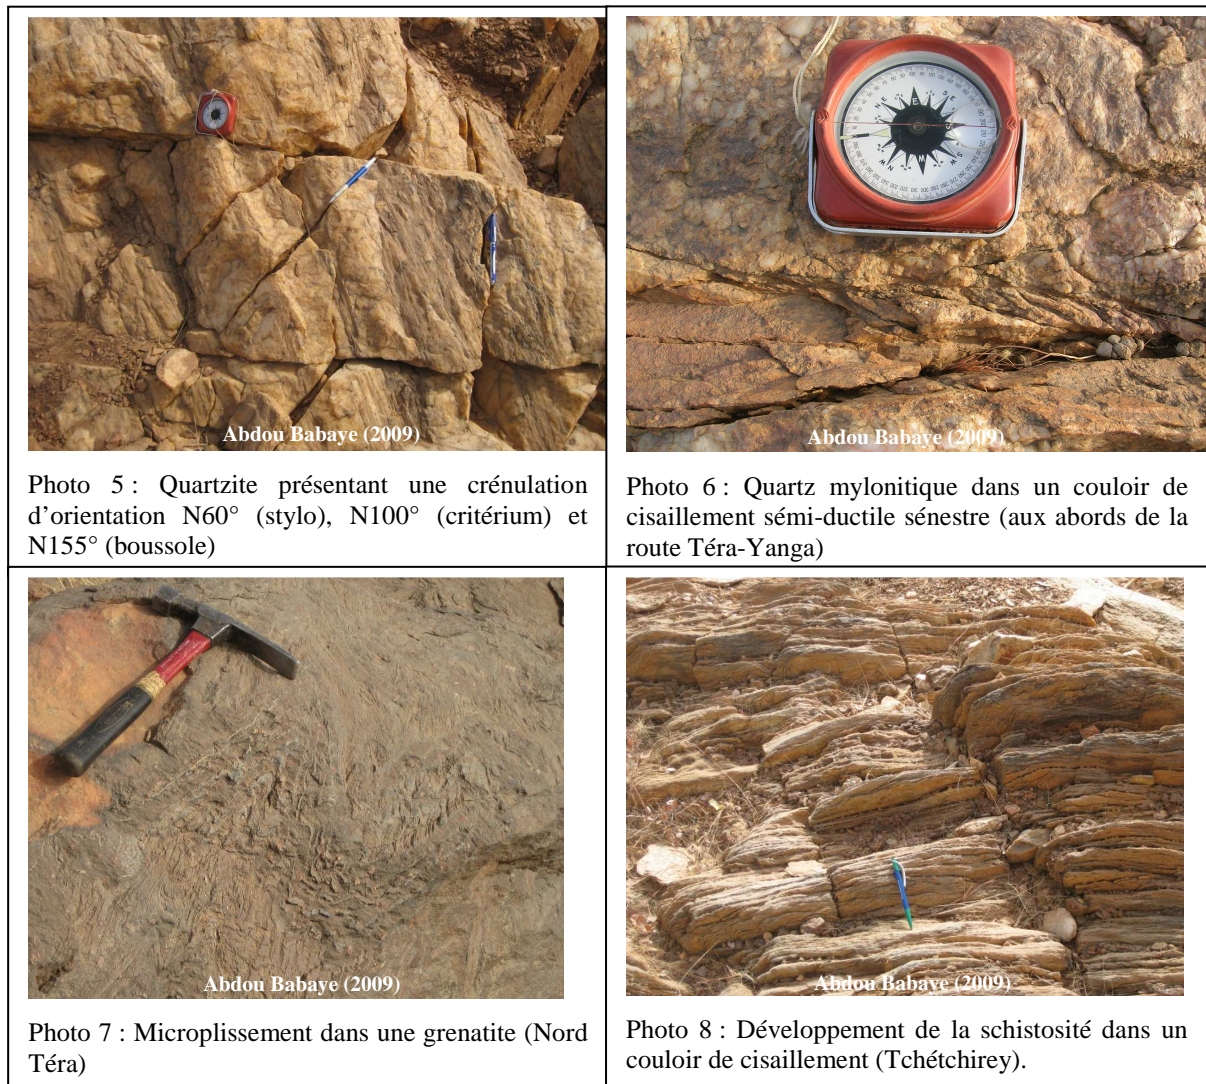 Abdou Babaye (2009)
Photo 5 : Quartzite présentant une crénulation
d’orientation N60° (stylo), N100° (critérium) et
N155° (boussole)
Abdou Babaye (2009)
Photo 6 : Quartz mylonitique dans un couloir de
cisaillement sémi-ductile sénestre (aux abords de la
route Téra-Yanga)
Abdou Babaye (2009)
Photo 7 : Microplissement dans une grenatite (Nord
Téra)
Abdou Babaye (2009)
Photo 8 : Développement de la schistosité dans un
couloir de cisaillement (Tchétchirey).